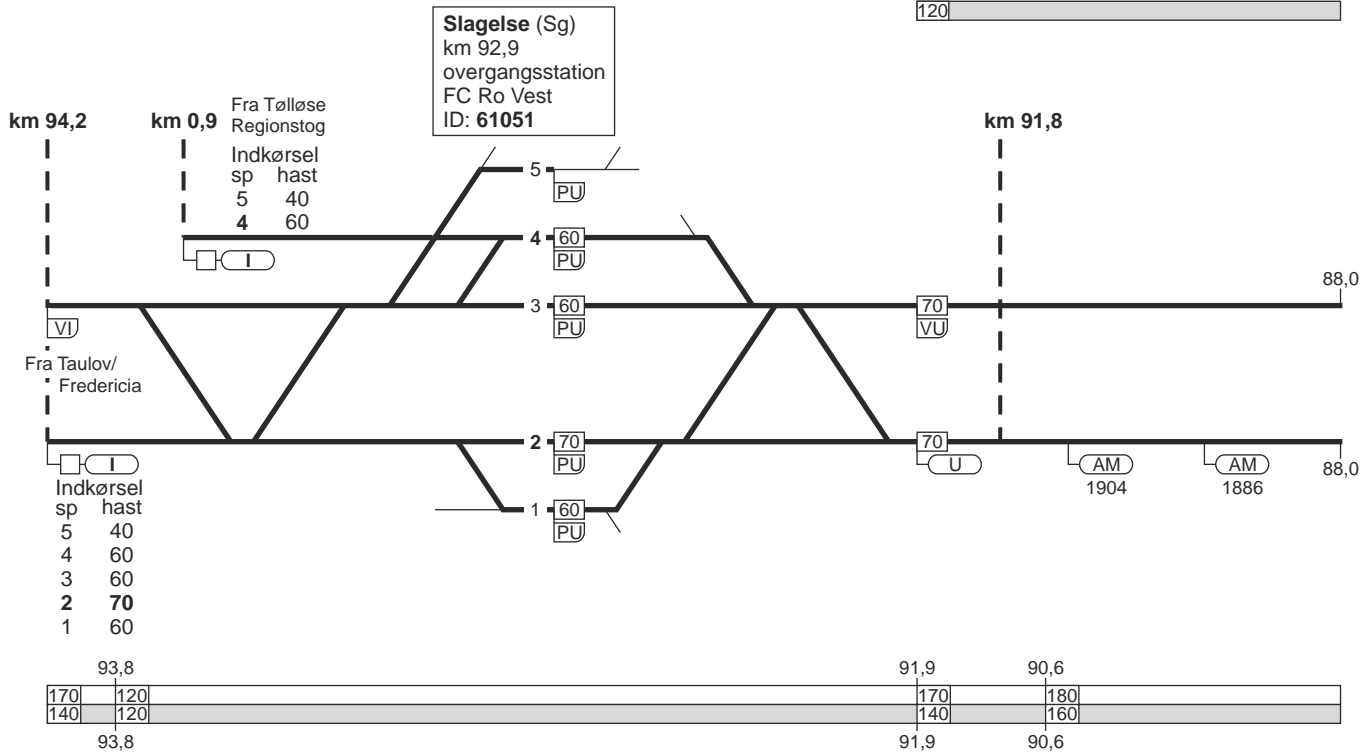 120
Slagelse (Sg)
km 92,9
overgangsstation
FC Ro Vest
ID: 61051
km 94,2
km 0,9
Fra Tølløse
Regionstog
Indkørsel
sp hast
5 40
4 60
km 91,8
5
PU
4 60
PU
I
88,0
3 60
PU
70
VU
VI
Fra Taulov/
Fredericia
2 70
PU
70
U
I
AM
1904
AM
1886
88,0
Indkørsel
sp hast
5 40
4 60
3 60
2 70
1 60
1 60
PU
93,8 91,9 90,6
170 120 170 180
140 120 140 160
93,8 91,9 90,6